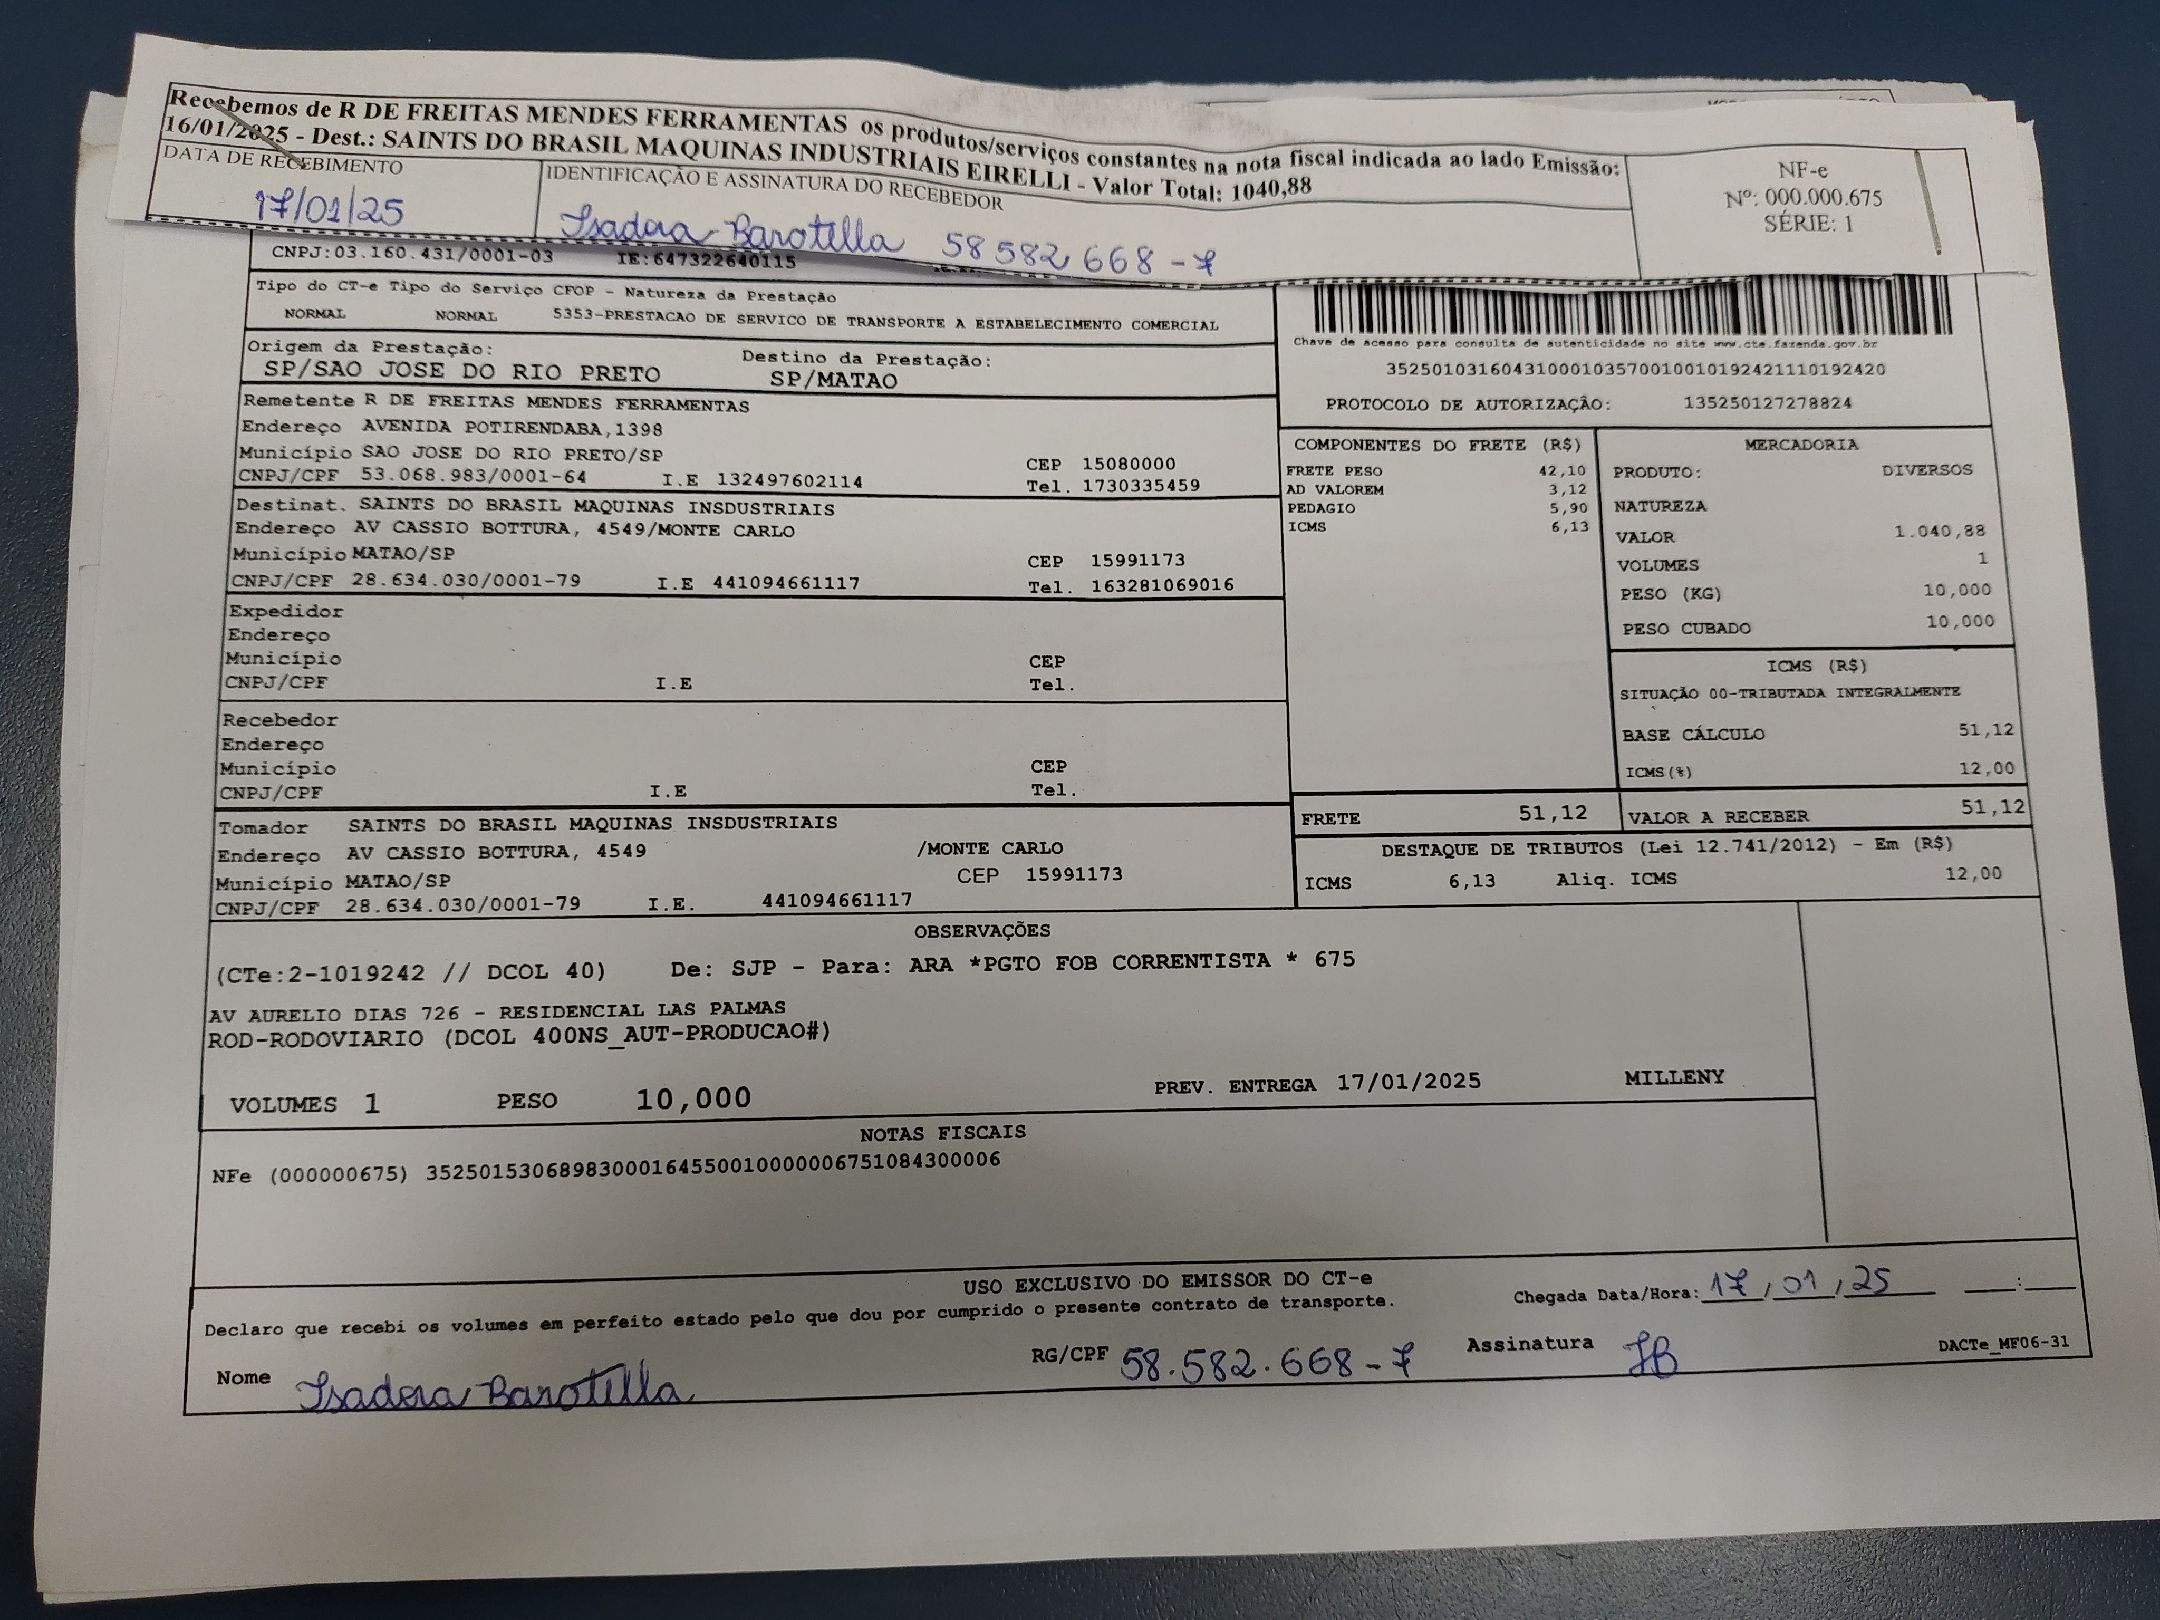 Recebemos de R DE FREITAS MENDES FERRAMENTAS os produtos/serviços constantes na nota fiscal indicada ao lado Emissão:
16/01/2025 - Dest.: SAINTS DO BRASIL MAQUINAS INDUSTRIAIS EIRELLI - Valor Total: 1040,88
DATA DE RECEBIMENTO
17/01/25
IDENTIFICAÇÃO E ASSINATURA DO RECEBEDOR
Isadora Barotella 58 582 668-7
NF-e
Nº: 000.000.675
SÉRIE: 1
CNPJ:03.160.431/0001-03 IE:647322640115
Tipo do CT-e Tipo do Serviço CFOP - Natureza da Prestação
NORMAL NORMAL 5353-PRESTACAO DE SERVICO DE TRANSPORTE A ESTABELECIMENTO COMERCIAL
Origem da Prestação: Destino da Prestação:
SP/SAO JOSE DO RIO PRETO SP/MATAO
Chave de acesso para consulta de autenticidade no site www.cte.fazenda.gov.br
35250103160431000103570010010192421110192420
PROTOCOLO DE AUTORIZAÇÃO: 135250127278824
Remetente R DE FREITAS MENDES FERRAMENTAS
Endereço AVENIDA POTIRENDABA,1398
Município SAO JOSE DO RIO PRETO/SP CEP 15080000
CNPJ/CPF 53.068.983/0001-64 I.E 132497602114 Tel. 1730335459
Destinat. SAINTS DO BRASIL MAQUINAS INSDUSTRIAIS
Endereço AV CASSIO BOTTURA, 4549/MONTE CARLO
Município MATAO/SP CEP 15991173
CNPJ/CPF 28.634.030/0001-79 I.E 441094661117 Tel. 163281069016
Expedidor
Endereço
Município CEP
CNPJ/CPF I.E Tel.
Recebedor
Endereço
Município CEP
CNPJ/CPF I.E Tel.
Tomador SAINTS DO BRASIL MAQUINAS INSDUSTRIAIS
Endereço AV CASSIO BOTTURA, 4549 /MONTE CARLO
Município MATAO/SP CEP 15991173
CNPJ/CPF 28.634.030/0001-79 I.E. 441094661117
COMPONENTES DO FRETE (R$)
FRETE PESO 42,10
AD VALOREM 3,12
PEDAGIO 5,90
ICMS 6,13
MERCADORIA
PRODUTO: DIVERSOS
NATUREZA
VALOR 1.040,88
VOLUMES 1
PESO (KG) 10,000
PESO CUBADO 10,000
ICMS (R$)
SITUAÇÃO 00-TRIBUTADA INTEGRALMENTE
BASE CÁLCULO 51,12
ICMS(%) 12,00
FRETE 51,12 VALOR A RECEBER 51,12
DESTAQUE DE TRIBUTOS (Lei 12.741/2012) - Em (R$)
ICMS 6,13 Aliq. ICMS 12,00
OBSERVAÇÕES
(CTe:2-1019242 // DCOL 40) De: SJP - Para: ARA *PGTO FOB CORRENTISTA * 675
AV AURELIO DIAS 726 - RESIDENCIAL LAS PALMAS
ROD-RODOVIARIO (DCOL 400NS_AUT-PRODUCAO#)
VOLUMES 1 PESO 10,000 PREV. ENTREGA 17/01/2025 MILLENY
NOTAS FISCAIS
NFe (000000675) 35250153068983000164550010000006751084300006
USO EXCLUSIVO DO EMISSOR DO CT-e
Declaro que recebi os volumes em perfeito estado pelo que dou por cumprido o presente contrato de transporte. Chegada Data/Hora: 17/01/25 :
Nome Isadora Barotella RG/CPF 58.582.668-7 Assinatura IB DACTe_MF06-31